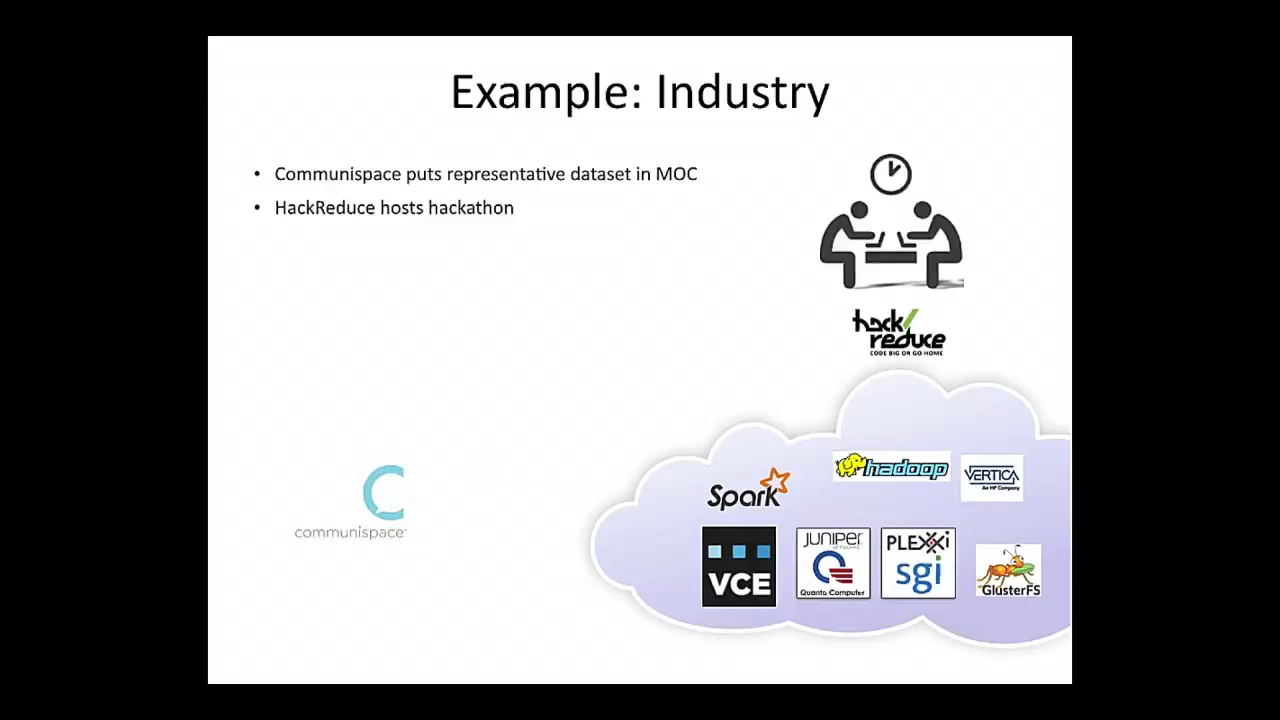 Example: Industry
• Communispace puts representative dataset in MOC
• HackReduce hosts hackathon
hack/
reduce
CODE BIG OR GO HOME
Spark
hadoop
VERTICA
An HP Company
communispace
VCE
JUNIPER
NETWORKS
Quanta Computer
PLEXXI
sgi
GlusterFS